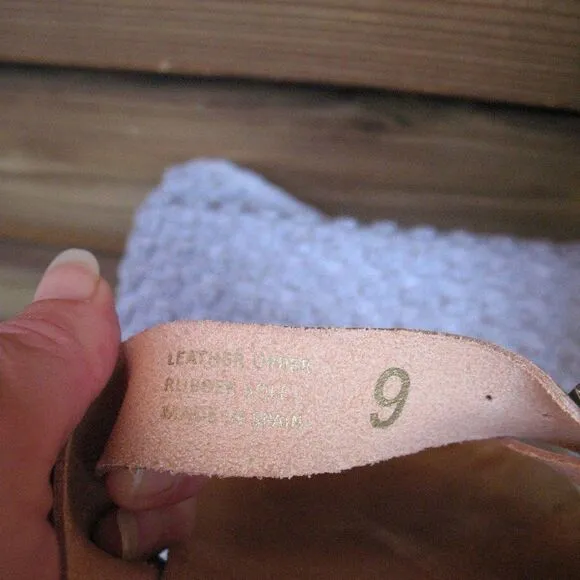 LEATHER UPPER
RUBBER SOLE
MADE IN SPAIN
9